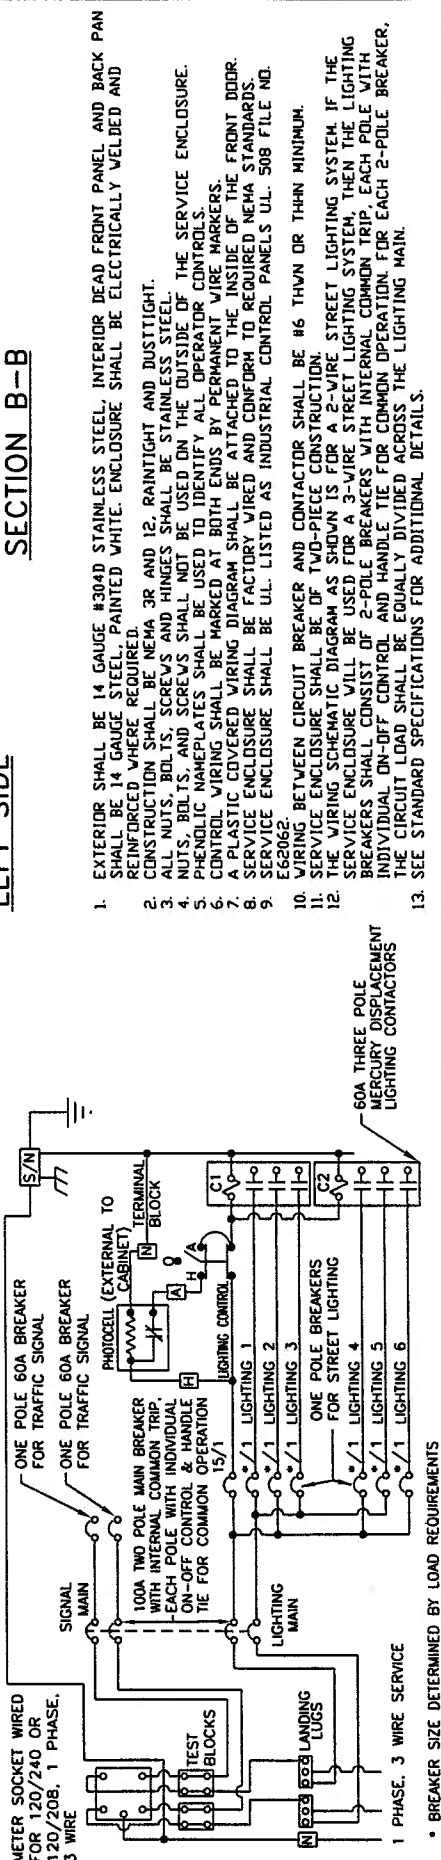 LEFT SIDE
SECTION B-B
1. EXTERIOR SHALL BE 14 GAUGE #304D STAINLESS STEEL, INTERIOR DEAD FRONT PANEL AND BACK PAN
SHALL BE 14 GAUGE STEEL, PAINTED WHITE. ENCLOSURE SHALL BE ELECTRICALLY WELDED AND
REINFORCED WHERE REQUIRED.
2. CONSTRUCTION SHALL BE NEMA 3R AND 12, RAINTIGHT AND DUSTTIGHT.
3. ALL NUTS, BOLTS, SCREWS AND HINGES SHALL BE STAINLESS STEEL.
4. NUTS, BOLTS, AND SCREWS SHALL NOT BE USED ON THE OUTSIDE OF THE SERVICE ENCLOSURE.
5. PHENOLIC NAMEPLATES SHALL BE USED TO IDENTIFY ALL OPERATOR CONTROLS.
6. CONTROL WIRING SHALL BE MARKED AT BOTH ENDS BY PERMANENT WIRE MARKERS.
7. A PLASTIC COVERED WIRING DIAGRAM SHALL BE ATTACHED TO THE INSIDE OF THE FRONT DOOR.
8. SERVICE ENCLOSURE SHALL BE FACTORY WIRED AND CONFORM TO REQUIRED NEMA STANDARDS.
9. SERVICE ENCLOSURE SHALL BE U.L. LISTED AS INDUSTRIAL CONTROL PANELS U.L. 508 FILE NO.
E62062.
10. WIRING BETWEEN CIRCUIT BREAKER AND CONTACTOR SHALL BE #6 THWN OR THHN MINIMUM.
11. SERVICE ENCLOSURE SHALL BE OF TWO-PIECE CONSTRUCTION.
12. THE WIRING SCHEMATIC DIAGRAM AS SHOWN IS FOR A 2-WIRE STREET LIGHTING SYSTEM. IF THE
SERVICE ENCLOSURE WILL BE USED FOR A 3-WIRE STREET LIGHTING SYSTEM, THEN THE LIGHTING
BREAKERS SHALL CONSIST OF 2-POLE BREAKERS WITH INTERNAL COMMON TRIP, EACH POLE WITH
INDIVIDUAL ON-OFF CONTROL AND HANDLE TIE FOR COMMON OPERATION. FOR EACH 2-POLE BREAKER,
THE CIRCUIT LOAD SHALL BE EQUALLY DIVIDED ACROSS THE LIGHTING MAIN.
13. SEE STANDARD SPECIFICATIONS FOR ADDITIONAL DETAILS.
METER SOCKET WIRED
FOR 120/240 OR
120/208, 1 PHASE,
3 WIRE
SIGNAL
MAIN
ONE POLE 60A BREAKER
FOR TRAFFIC SIGNAL
ONE POLE 60A BREAKER
FOR TRAFFIC SIGNAL
S/N
PHOTOCELL (EXTERNAL TO
CABINET)
N
TERMINAL
BLOCK
A
H
H A
O
LIGHTING CONTROL
100A TWO POLE MAIN BREAKER
WITH INTERNAL COMMON TRIP,
EACH POLE WITH INDIVIDUAL
ON-OFF CONTROL & HANDLE
TIE FOR COMMON OPERATION
TEST
BLOCKS
15/1
C1
*/1 LIGHTING 1
*/1 LIGHTING 2
*/1 LIGHTING 3
LIGHTING
MAIN
ONE POLE BREAKERS
FOR STREET LIGHTING
C2
*/1 LIGHTING 4
*/1 LIGHTING 5
*/1 LIGHTING 6
60A THREE POLE
MERCURY DISPLACEMENT
LIGHTING CONTACTORS
N
LANDING
LUGS
1 PHASE, 3 WIRE SERVICE
* BREAKER SIZE DETERMINED BY LOAD REQUIREMENTS